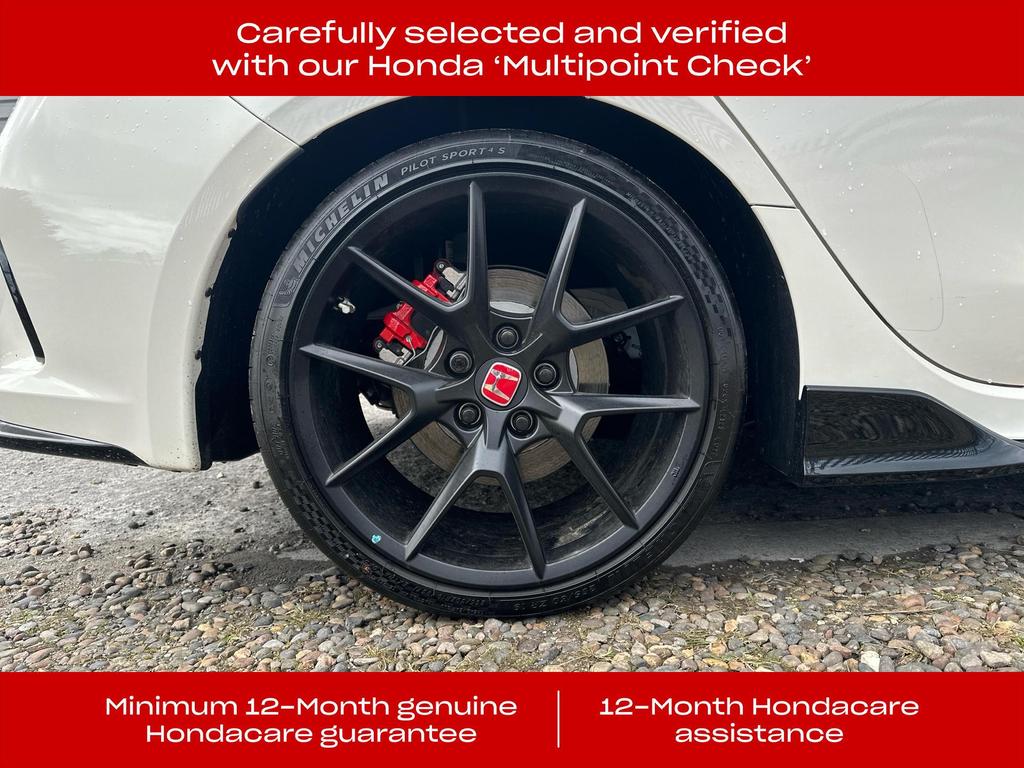 Carefully selected and verified
with our Honda ‘Multipoint Check’
MICHELIN PILOT SPORT 4 S
Minimum 12-Month genuine
Hondacare guarantee
12-Month Hondacare
assistance